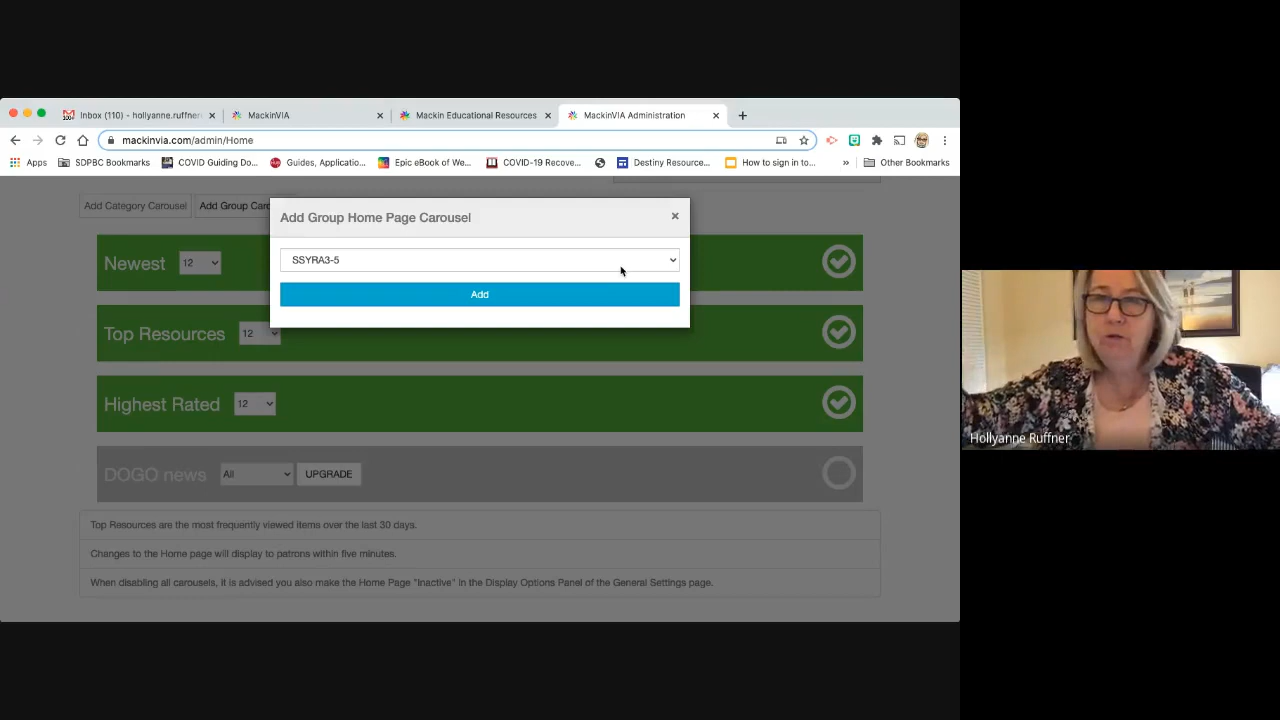 Inbox (110) - hollyanne.ruffner
MackinVIA
Mackin Educational Resources
MackinVIA Administration
mackinvia.com/admin/Home
Apps
SDPBC Bookmarks
COVID Guiding Do...
Guides, Applicatio...
Epic eBook of We...
COVID-19 Recove...
Destiny Resource...
How to sign in to...
»
Other Bookmarks
Add Category Carousel
Add Group Caro
Add Group Home Page Carousel
×
SSYRA3-5
Add
Newest
12
Top Resources
12
Highest Rated
12
DOGO news
All
UPGRADE
Top Resources are the most frequently viewed items over the last 30 days.
Changes to the Home page will display to patrons within five minutes.
When disabling all carousels, it is advised you also make the Home Page "Inactive" in the Display Options Panel of the General Settings page.
Hollyanne Ruffner